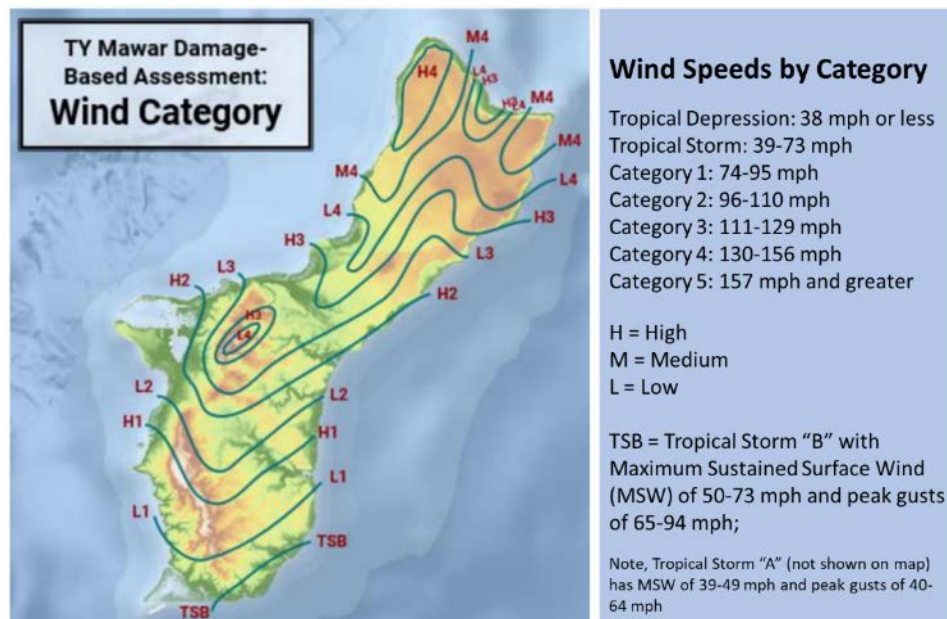 TY Mawar Damage-
Based Assessment:
Wind Category
M4
H4
L4
H3
H3
L4
M4
M4
M4
L4
L4
H3
H3
L3
L3
H2
H2
H3
L4
L2
L2
H1
H1
L1
L1
TSB
TSB
Wind Speeds by Category
Tropical Depression: 38 mph or less
Tropical Storm: 39-73 mph
Category 1: 74-95 mph
Category 2: 96-110 mph
Category 3: 111-129 mph
Category 4: 130-156 mph
Category 5: 157 mph and greater
H = High
M = Medium
L = Low
TSB = Tropical Storm “B” with
Maximum Sustained Surface Wind
(MSW) of 50-73 mph and peak gusts
of 65-94 mph;
Note, Tropical Storm “A” (not shown on map)
has MSW of 39-49 mph and peak gusts of 40-
64 mph